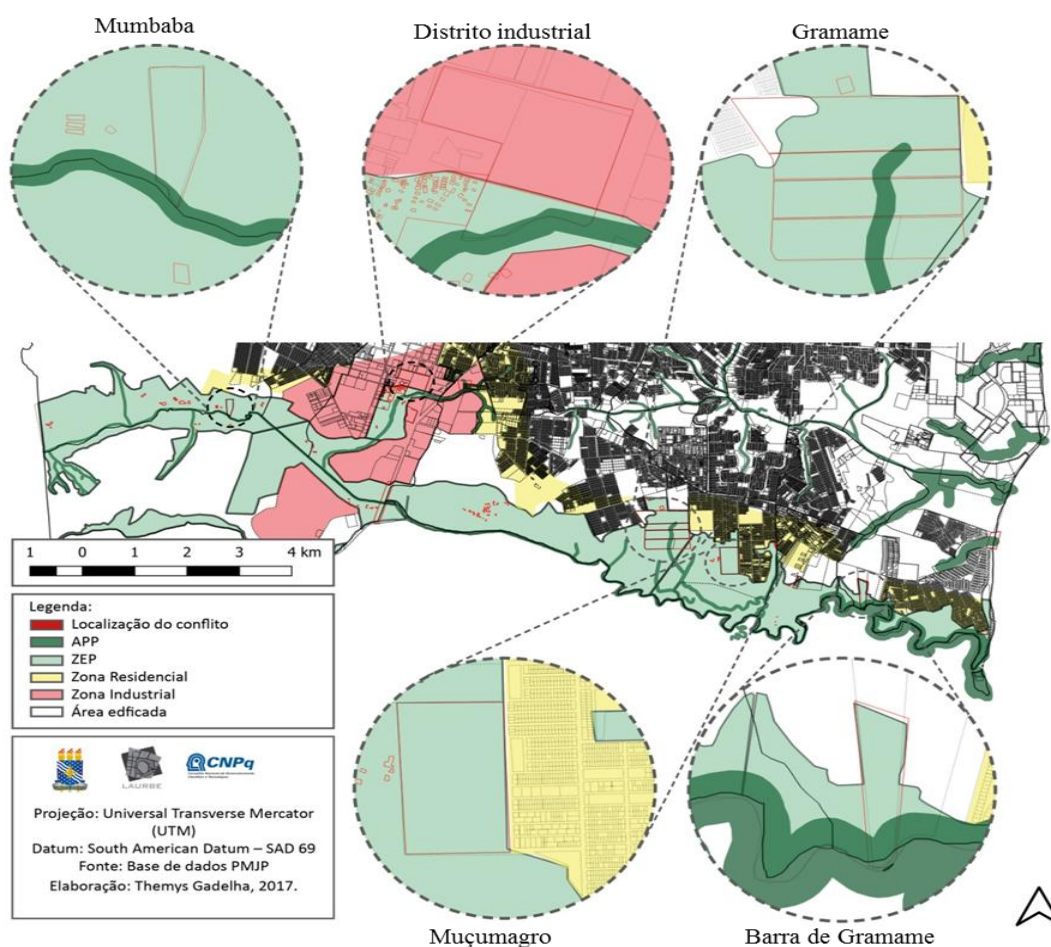 Mumbaba
Distrito industrial
Gramame
1 0 1 2 3 4 km
Legenda:
Localização do conflito
APP
ZEP
Zona Residencial
Zona Industrial
Área edificada
LAURBE
CNPq
Projeção: Universal Transverse Mercator
(UTM)
Datum: South American Datum – SAD 69
Fonte: Base de dados PMJP
Elaboração: Themys Gadelha, 2017.
Muçumagro
Barra de Gramame